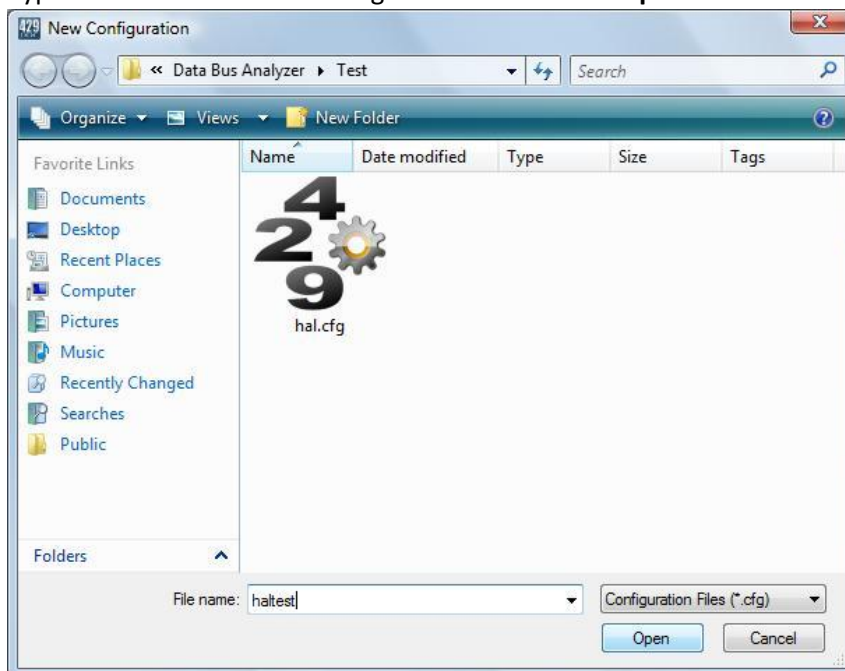 429 New Configuration
« Data Bus Analyzer Test Search
Organize Views New Folder
Favorite Links
Documents
Desktop
Recent Places
Computer
Pictures
Music
Recently Changed
Searches
Public
Folders
Name Date modified Type Size Tags
429
hal.cfg
File name: haltest Configuration Files (*.cfg)
Open Cancel